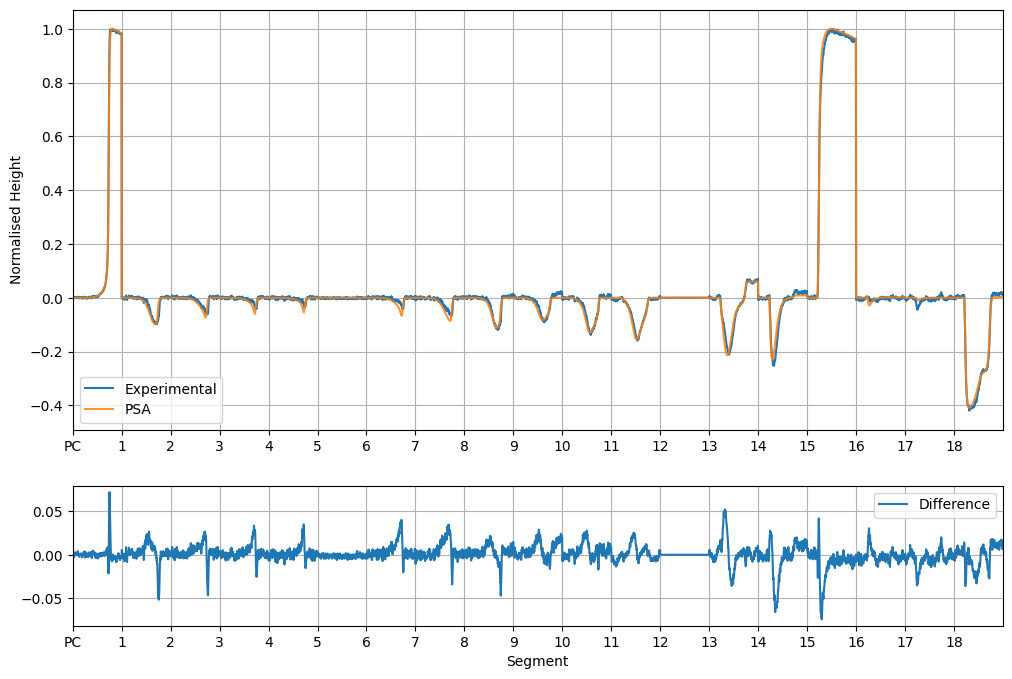 1.0
0.8
0.6
0.4
0.2
0.0
−0.2
−0.4
Normalised Height
Experimental
PSA
PC 1 2 3 4 5 6 7 8 9 10 12 13 14 15 16 17 18
0.05
0.00
−0.05
Difference
PC 1 2 3 4 5 6 7 8 9 10 12 13 14 15 16 17 18
Segment